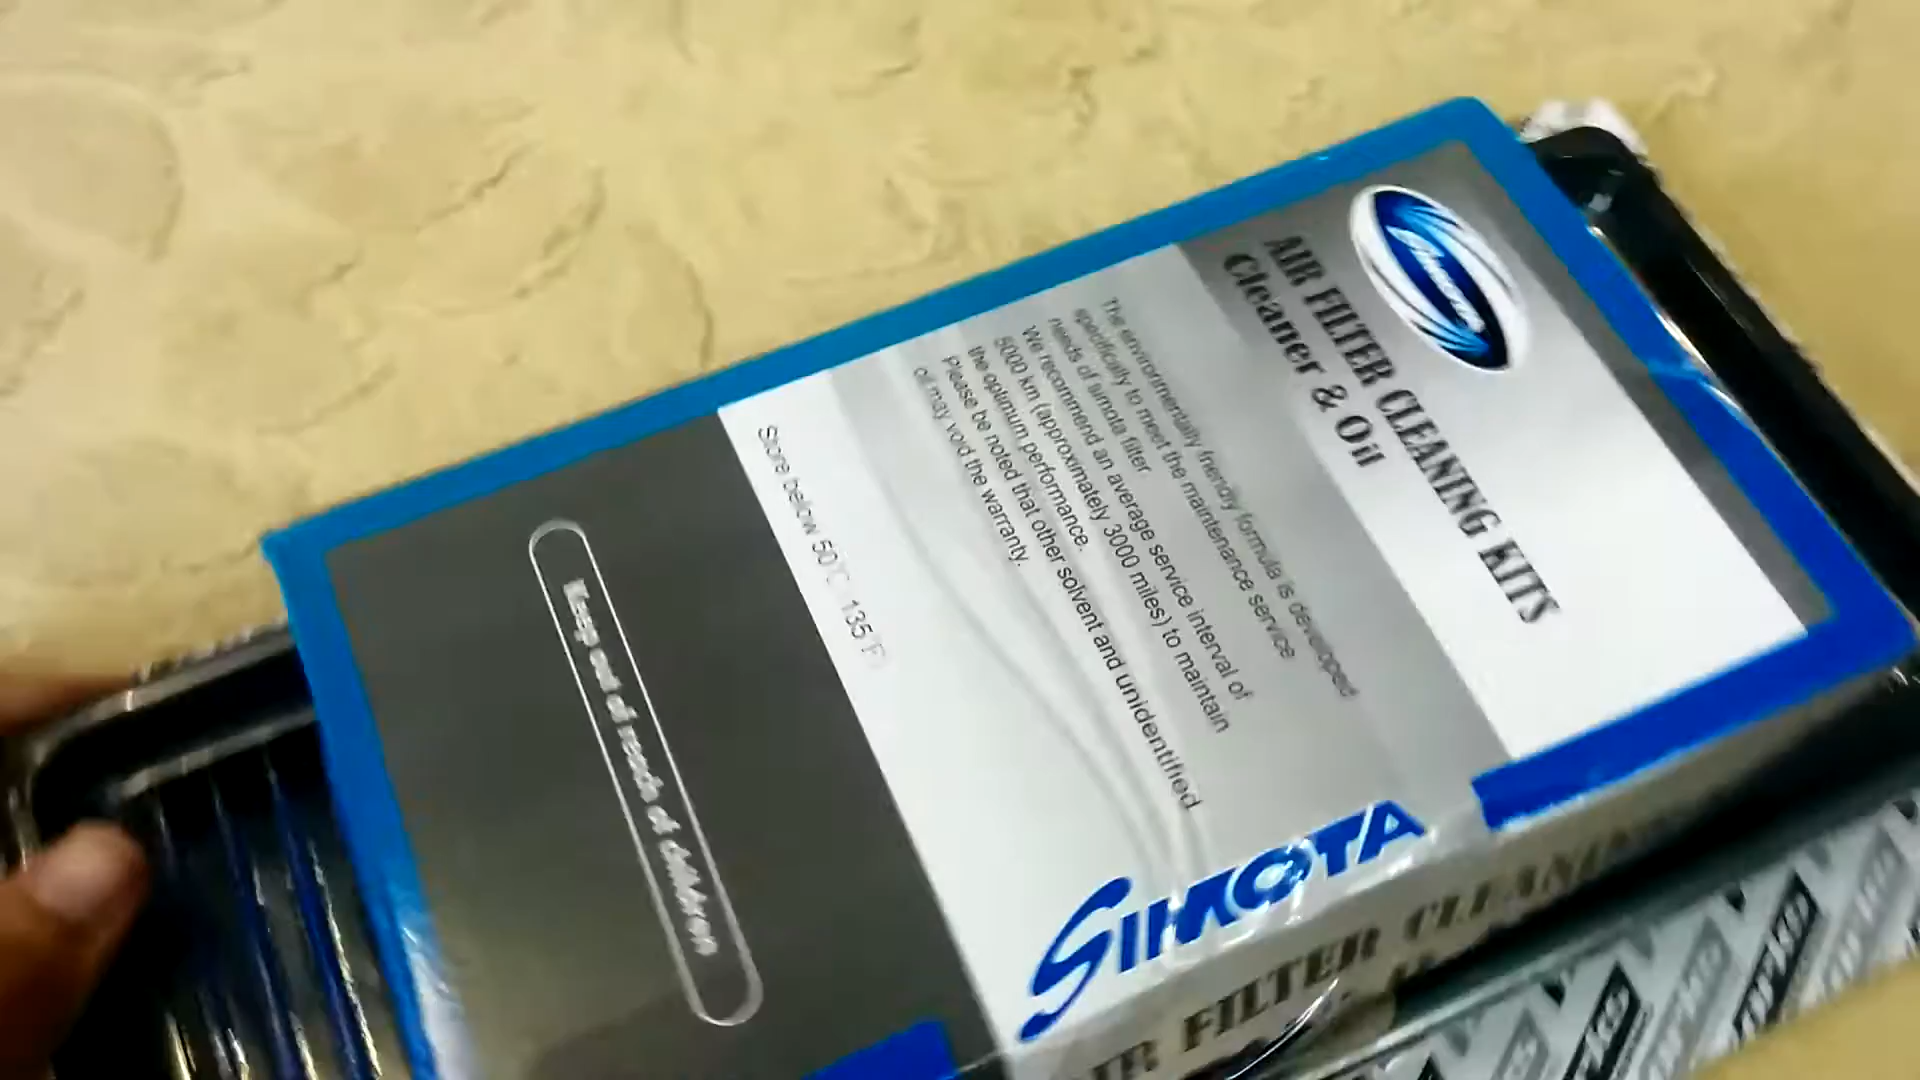 Simota
AIR FILTER CLEANING KITS
Cleaner & Oil
The environmentally friendly formula is developed
specifically to meet the maintenance service
needs of simota filter.
We recommend an average service interval of
5000 km (approximately 3000 miles) to maintain
the optimum performance.
Please be noted that other solvent and unidentified
oil may void the warranty.
Store below 50°C 135°F
Keep out of reach of children
SIMOTA
AIR FILTER CLEANING